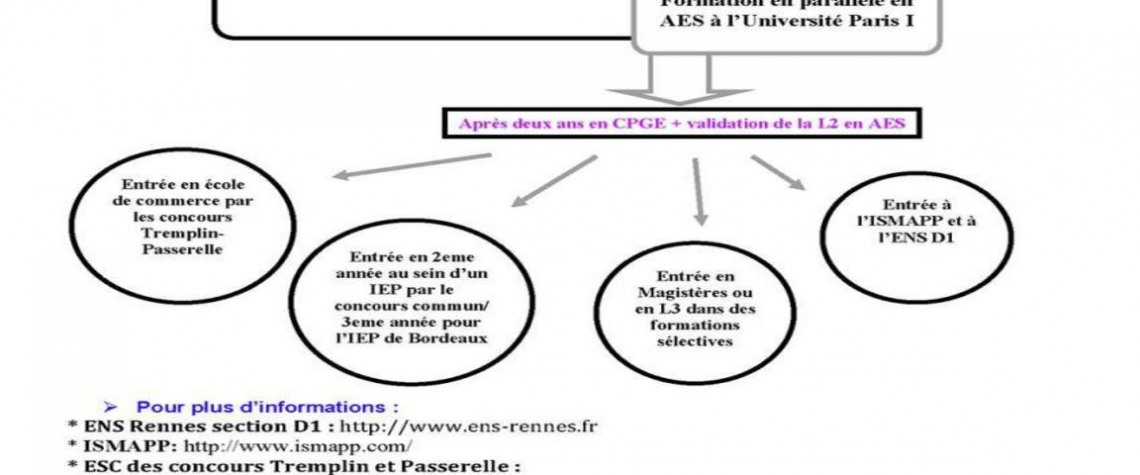 Formation en parallèle en
AES à l'Université Paris I
Après deux ans en CPGE + validation de la L2 en AES
Entrée en école
de commerce par
les concours
Tremplin-
Passerelle
Entrée en 2eme
année au sein d'un
IEP par le
concours commun/
3eme année pour
l'IEP de Bordeaux
Entrée en
Magistères ou
en L3 dans des
formations
sélectives
Entrée à
l'ISMAPP et à
l'ENS D1
➢ Pour plus d'informations :
* ENS Rennes section D1 : http://www.ens-rennes.fr
* ISMAPP: http://www.ismapp.com/
* ESC des concours Tremplin et Passerelle :